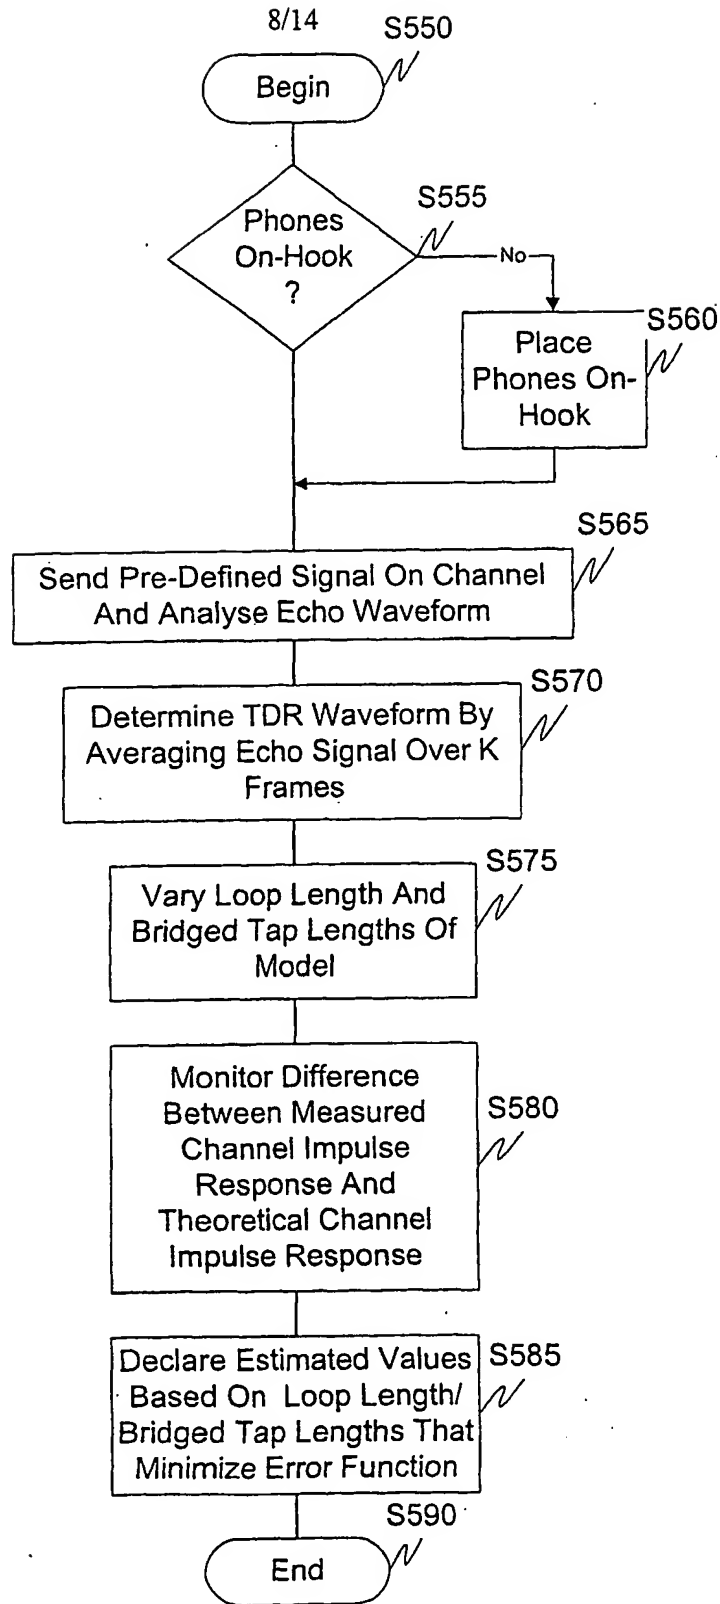 8/14
S550
Begin
S555
Phones
On-Hook
?
No
S560
Place
Phones On-
Hook
S565
Send Pre-Defined Signal On Channel
And Analyse Echo Waveform
S570
Determine TDR Waveform By
Averaging Echo Signal Over K
Frames
S575
Vary Loop Length And
Bridged Tap Lengths Of
Model
S580
Monitor Difference
Between Measured
Channel Impulse
Response And
Theoretical Channel
Impulse Response
S585
Declare Estimated Values
Based On Loop Length/
Bridged Tap Lengths That
Minimize Error Function
S590
End